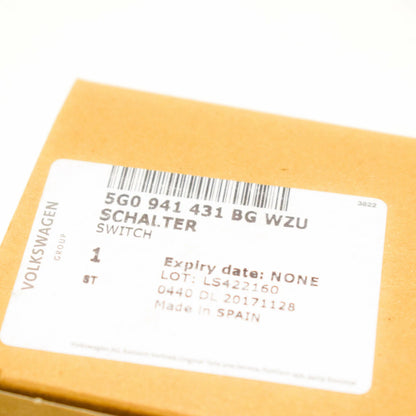 3822
5G0 941 431 BG WZU
SCHALTER
SWITCH
VOLKSWAGEN
GROUP
1
ST
Expiry date: NONE
LOT: LS422160
0440 DL 20171128
Made in SPAIN